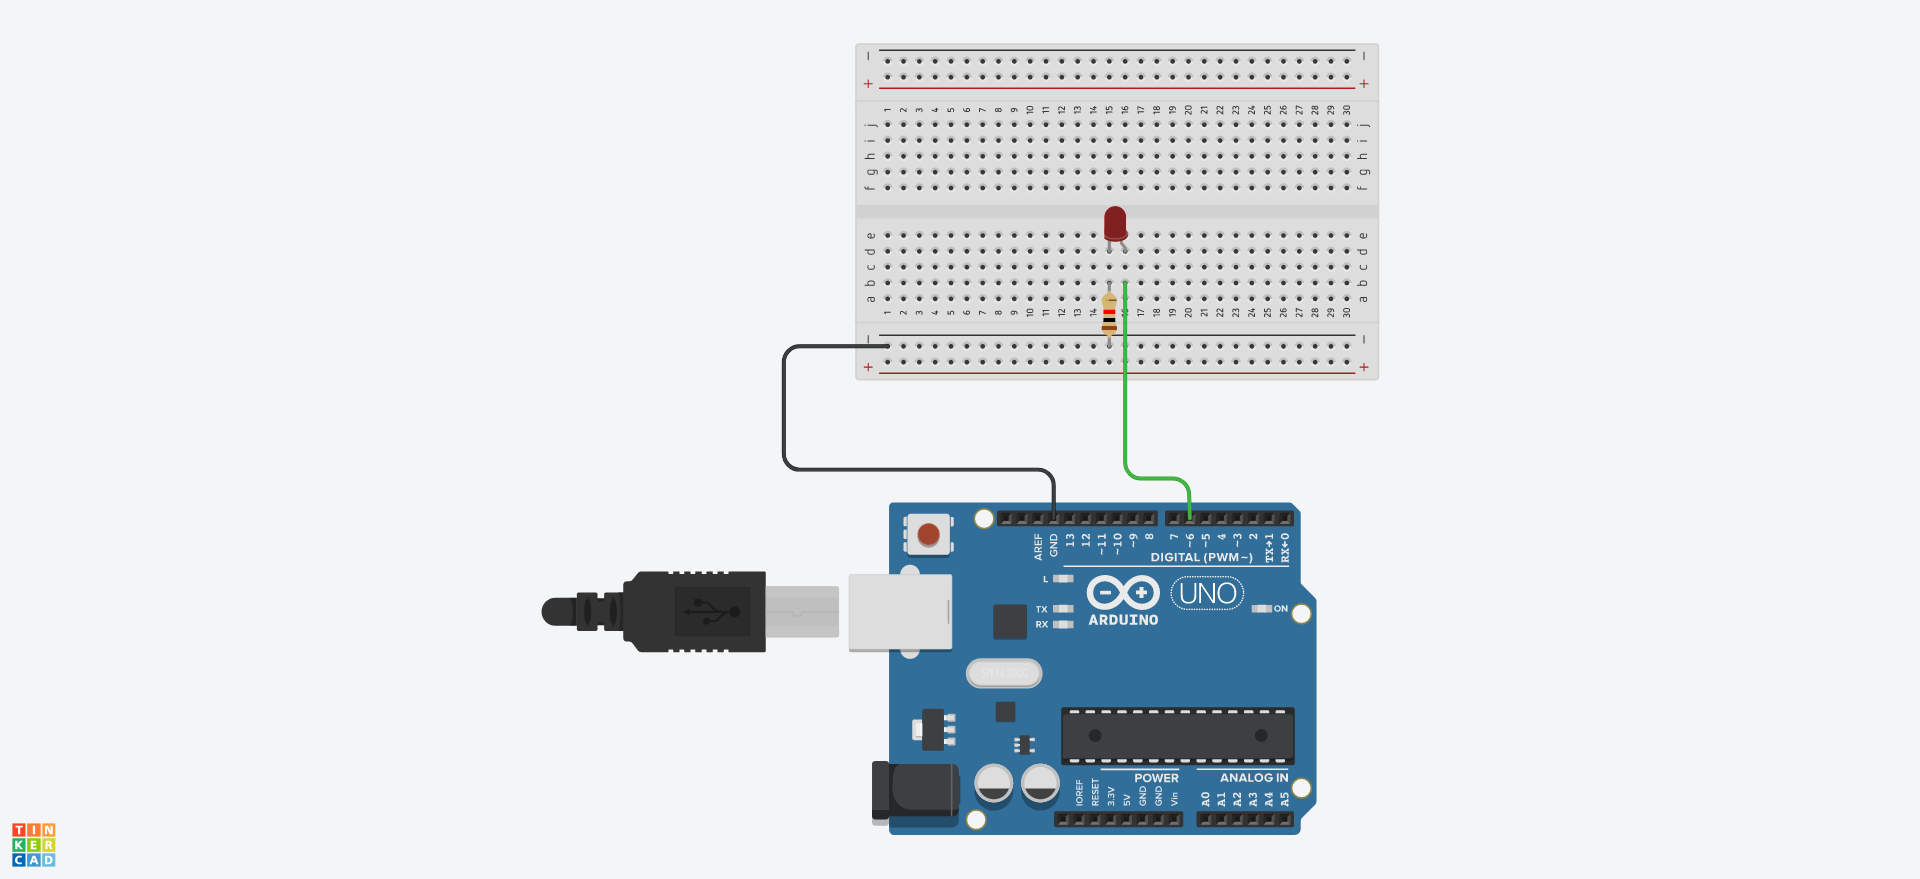 − −
+ +
1 2 3 4 5 6 7 8 9 10 11 12 13 14 15 16 17 18 19 20 21 22 23 24 25 26 27 28 29 30
j j
i i
h h
g g
f f
e e
d d
c c
b b
a a
1 2 3 4 5 6 7 8 9 10 11 12 13 14 17 18 19 20 21 22 23 24 25 26 27 28 29 30
− −
+ +
AREF GND 13 12 ~11 ~10 ~9 8 7 ~6 ~5 4 ~3 2 TX→1 RX←0
DIGITAL (PWM~)
L
UNO
TX
ON
RX
ARDUINO
POWER ANALOG IN
IOREF RESET 3.3V 5V GND GND Vin A0 A1 A2 A3 A4 A5
TIN
KER
CAD